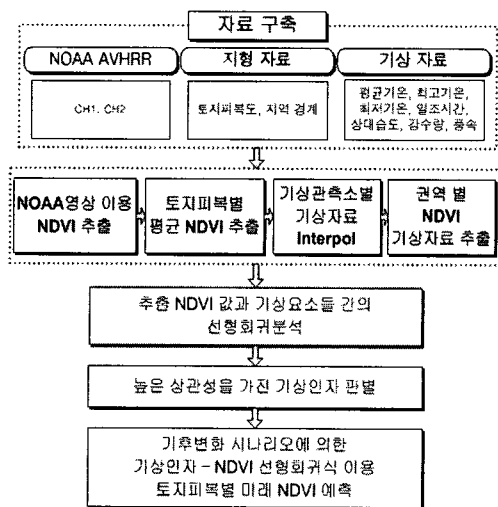 자료 구축
NOAA AVHRR
지형 자료
기상 자료
CH1, CH2
토지피복도, 지역 경계
평균기온, 최고기온,
최저기온, 일조시간,
상대습도, 강수량, 풍속
NOAA영상 이용
NDVI 추출
토지피복별
평균 NDVI 추출
기상관측소별
기상자료
Interpol
권역 별
NDVI
기상자료 추출
추출 NDVI 값과 기상요소들 간의
선형회귀분석
높은 상관성을 가진 기상인자 판별
기후변화 시나리오에 의한
기상인자 – NDVI 선형회귀식 이용
토지피복별 미래 NDVI 예측